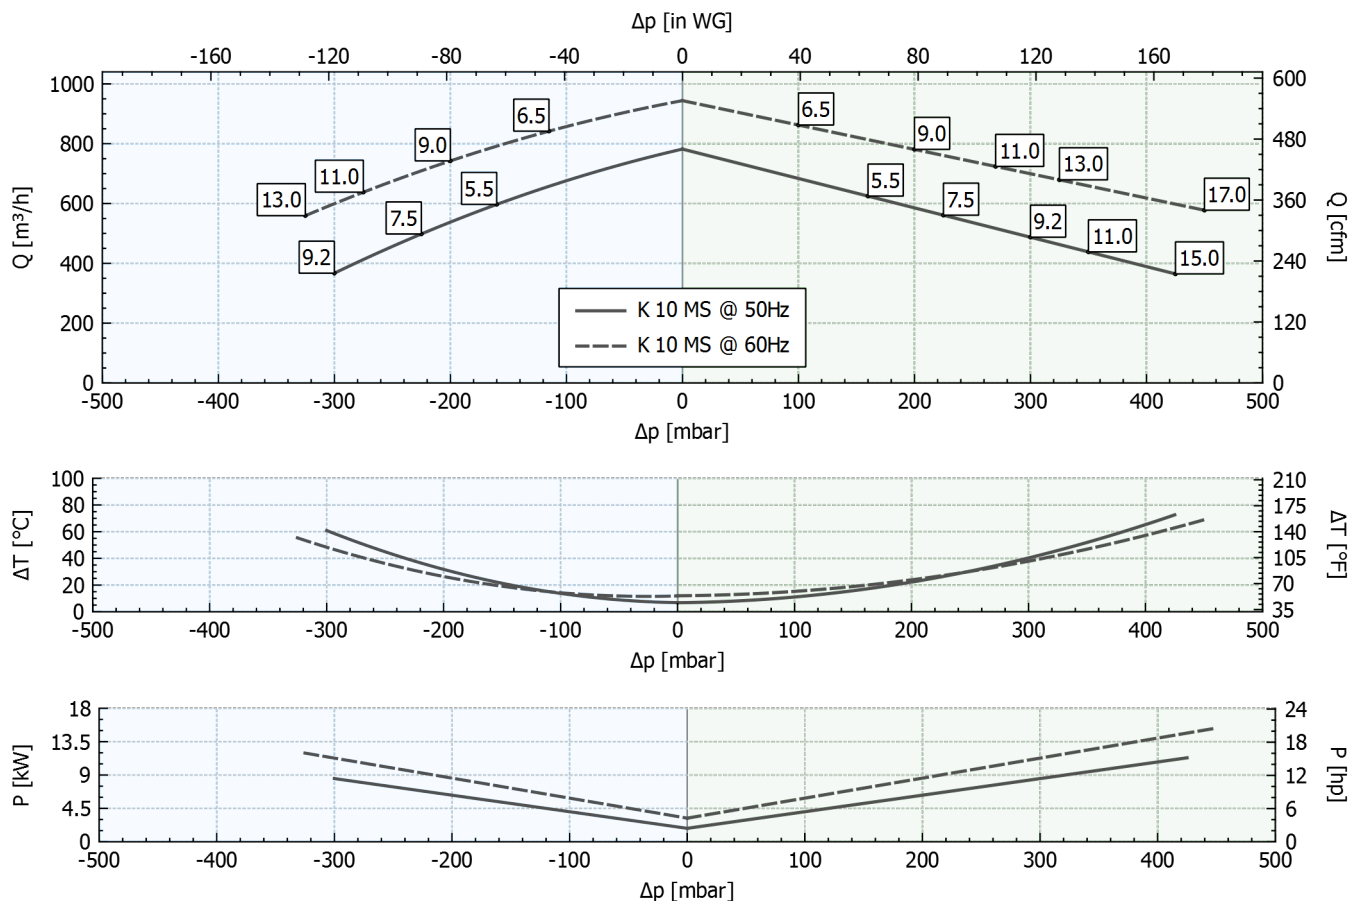 Δp [in WG]
-160 -120 -80 -40 0 40 80 120 160
1000 800 600 400 200 0
Q [m³/h]
600 480 360 240 120 0
Q [cfm]
13.0 11.0 9.0 6.5 6.5 9.0 11.0 13.0 17.0
9.2 7.5 5.5 5.5 7.5 9.2 11.0 15.0
K 10 MS @ 50Hz
K 10 MS @ 60Hz
-500 -400 -300 -200 -100 0 100 200 300 400 500
Δp [mbar]
100 80 60 40 20 0
ΔT [°C]
210 175 140 105 70 35
ΔT [°F]
-500 -400 -300 -200 -100 0 100 200 300 400 500
Δp [mbar]
18 13.5 9 4.5 0
P [kW]
24 18 12 6 0
P [hp]
-500 -400 -300 -200 -100 0 100 200 300 400 500
Δp [mbar]